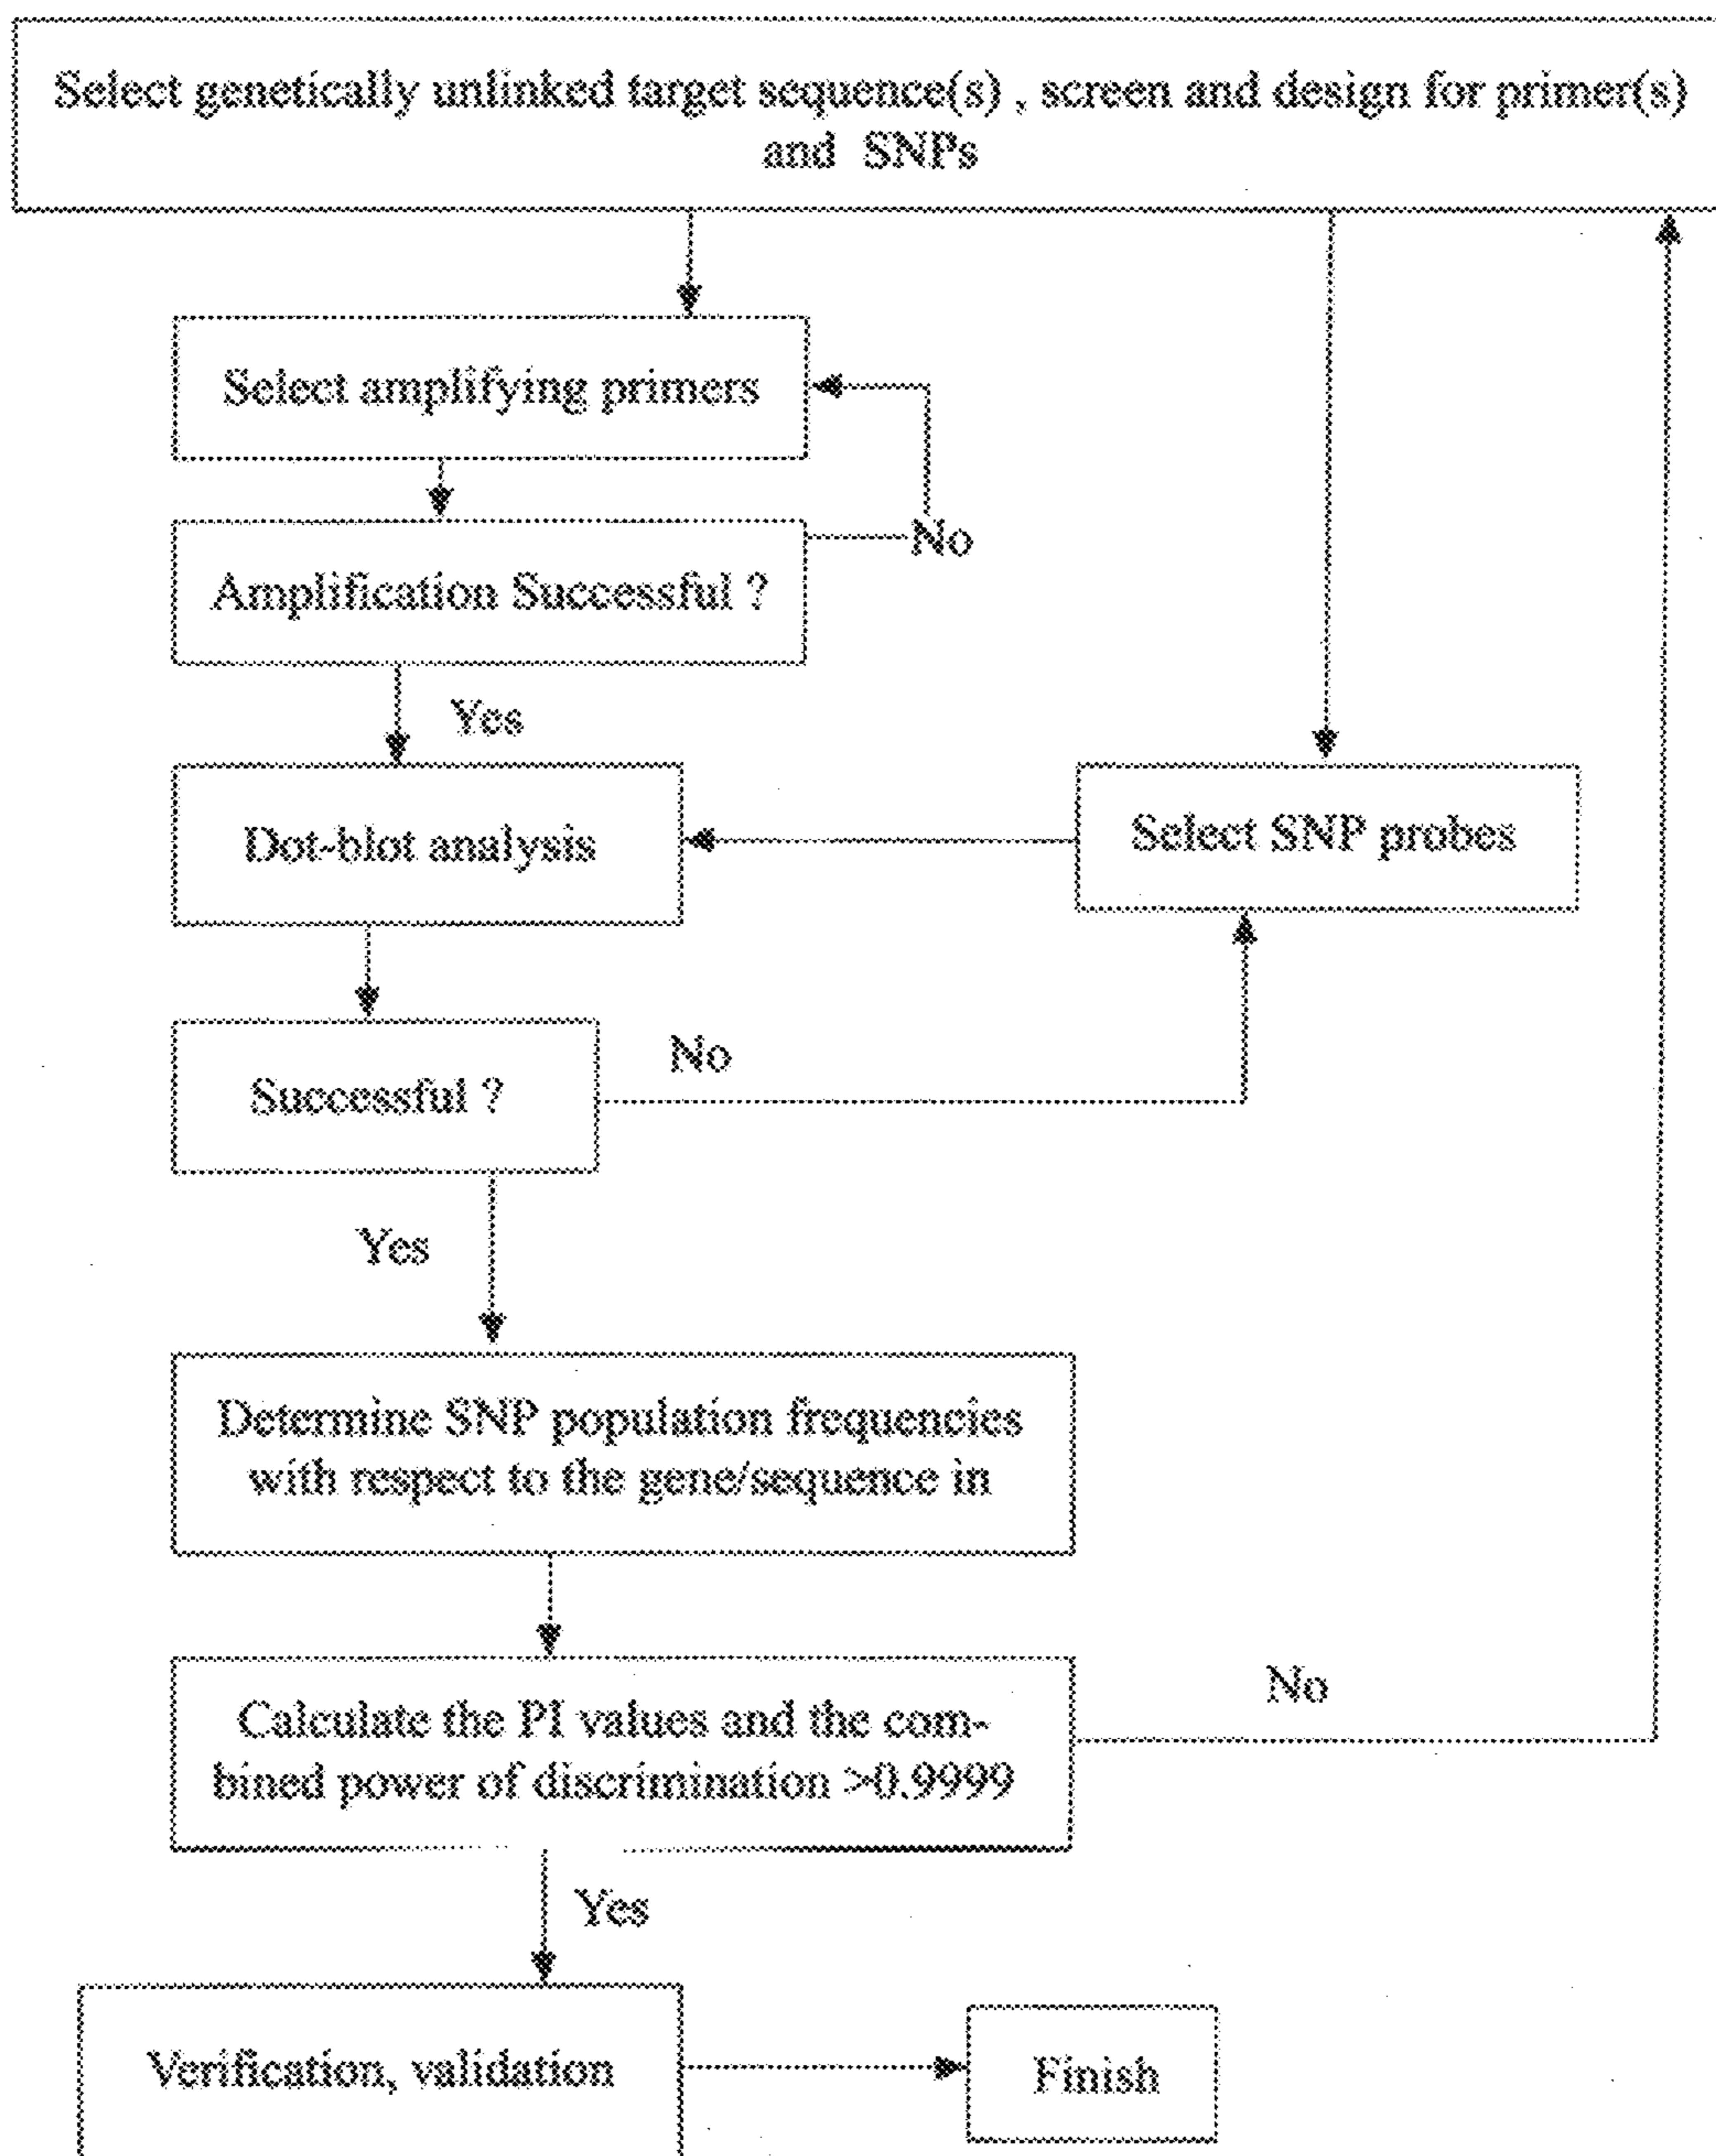 Select genetically unlinked target sequence(s) , screen and design for primer(s)
and SNPs
Select amplifying primers
No
Amplification Successful ?
Yes
Dot-blot analysis
Select SNP probes
Successful ?
No
Yes
Determine SNP population frequencies
with respect to the gene/sequence in
Calculate the PI values and the com-
bined power of discrimination >0.9999
No
Yes
Verification, validation
Finish